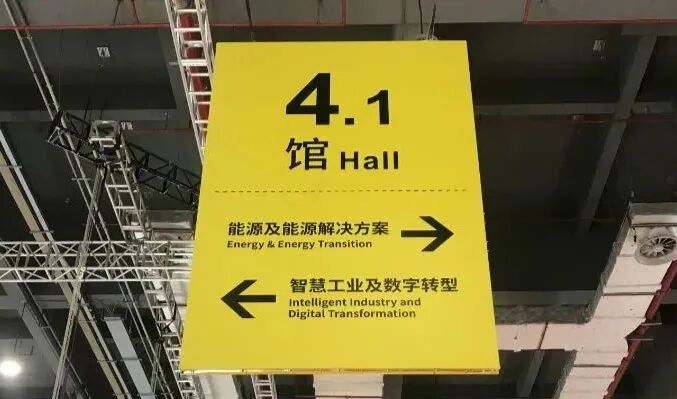 4.1
馆 Hall
能源及能源解决方案
Energy & Energy Transition
智慧工业及数字转型
Intelligent Industry and
Digital Transformation